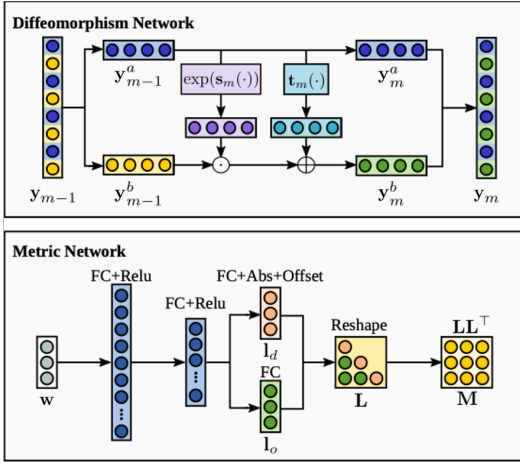 Diffeomorphism Network
y^a_{m-1}
exp(s_m(·))
t_m(·)
y^a_m
y_{m-1}
y^b_{m-1}
y^b_m
y_m
Metric Network
FC+Relu
FC+Relu
FC+Abs+Offset
l_d
FC
l_o
Reshape
LL^⊤
w
L
M